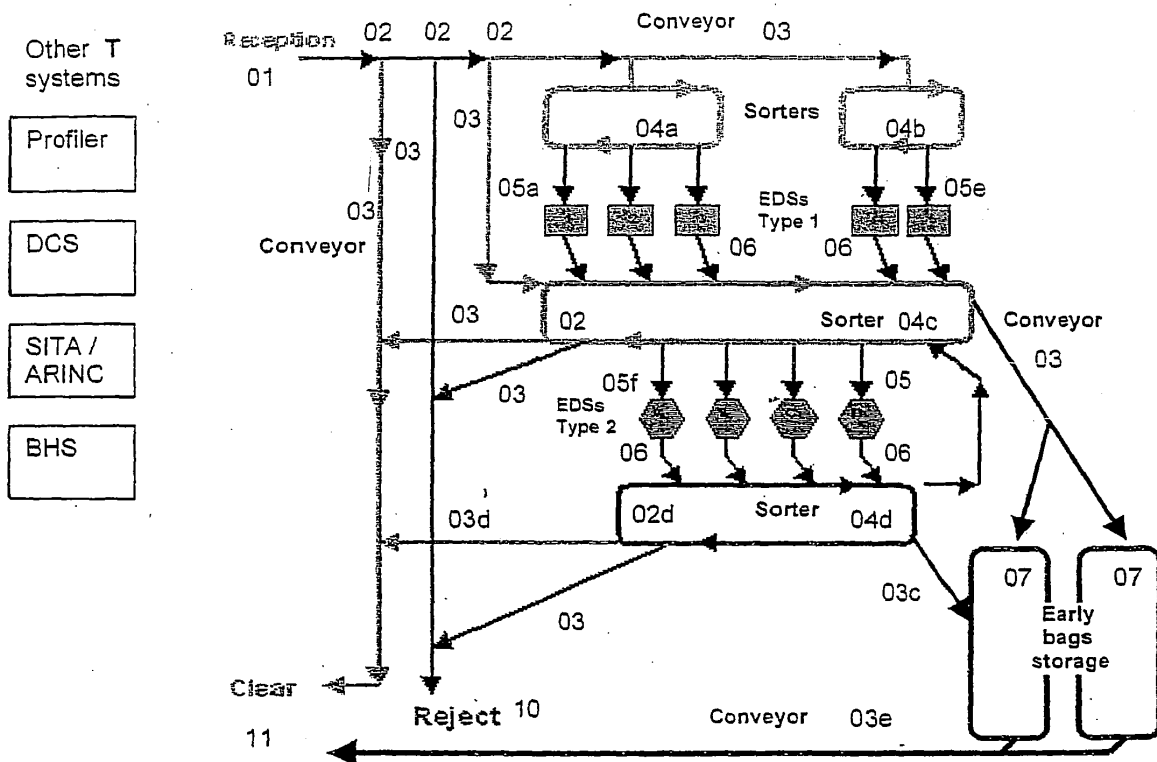 Other T
systems
Profiler
DCS
SITA /
ARINC
BHS
Reception
01
02
02
02
Conveyor
03
03
03
03
Conveyor
04a
Sorters
04b
05a
EDSs
Type 1
05e
06
06
03
02
Sorter
04c
Conveyor
03
03
05f
05
EDSs
Type 2
06
06
03d
02d
Sorter
04d
03
03c
07
07
Early
bags
storage
Clear
11
Reject
10
Conveyor
03e